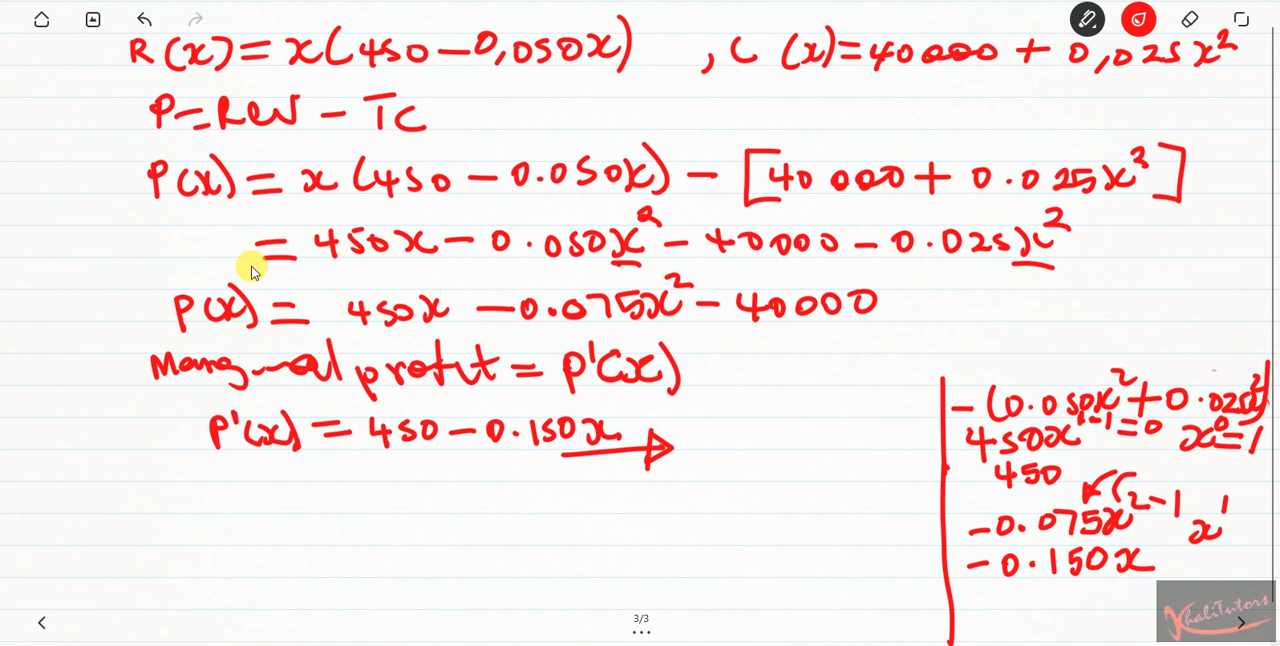 R(x) = x(450 – 0,050x) , C (x) = 40000 + 0,025x²
P = Rev – TC
P(x) = x(450 – 0.050x) – [40000 + 0.025x²]
= 450x – 0.050x² – 40000 – 0.025x²
P(x) = 450x – 0.075x² – 40000
Marginal profit = P'(x)
P'(x) = 450 – 0.150x
– (0.050x² + 0.025x²)
450x¹⁻¹⁼⁰ x⁰ = 1
450
–0.075x²⁻¹ x¹
–0.150x
3/3
KhaliTutors